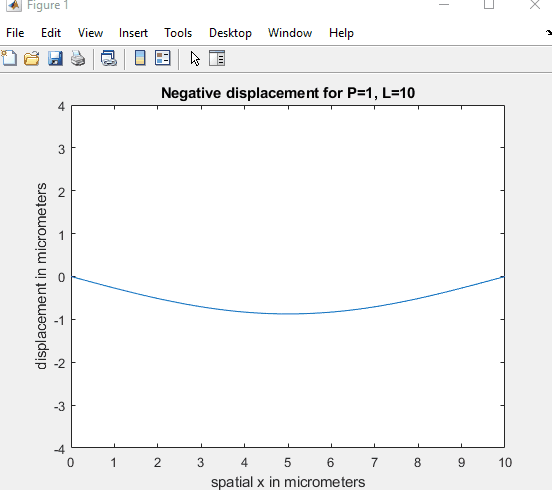 Figure 1
File Edit View Insert Tools Desktop Window Help
Negative displacement for P=1, L=10
4
3
2
1
0
-1
-2
-3
-4
displacement in micrometers
0 1 2 3 4 5 6 7 8 9 10
spatial x in micrometers